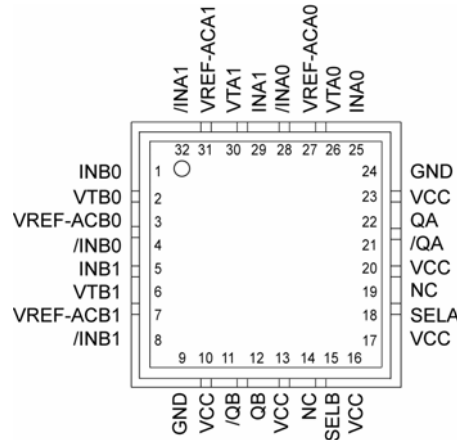 /INA1 VREF-ACA1 VTA1 INA1 /INA0 VREF-ACA0 VTA0 INA0
32 31 30 29 28 27 26 25
INB0 1 24 GND
VTB0 2 23 VCC
VREF-ACB0 3 22 QA
/INB0 4 21 /QA
INB1 5 20 VCC
VTB1 6 19 NC
VREF-ACB1 7 18 SELA
/INB1 8 17 VCC
9 10 11 12 13 14 15 16
GND VCC /QB QB VCC NC SELB VCC